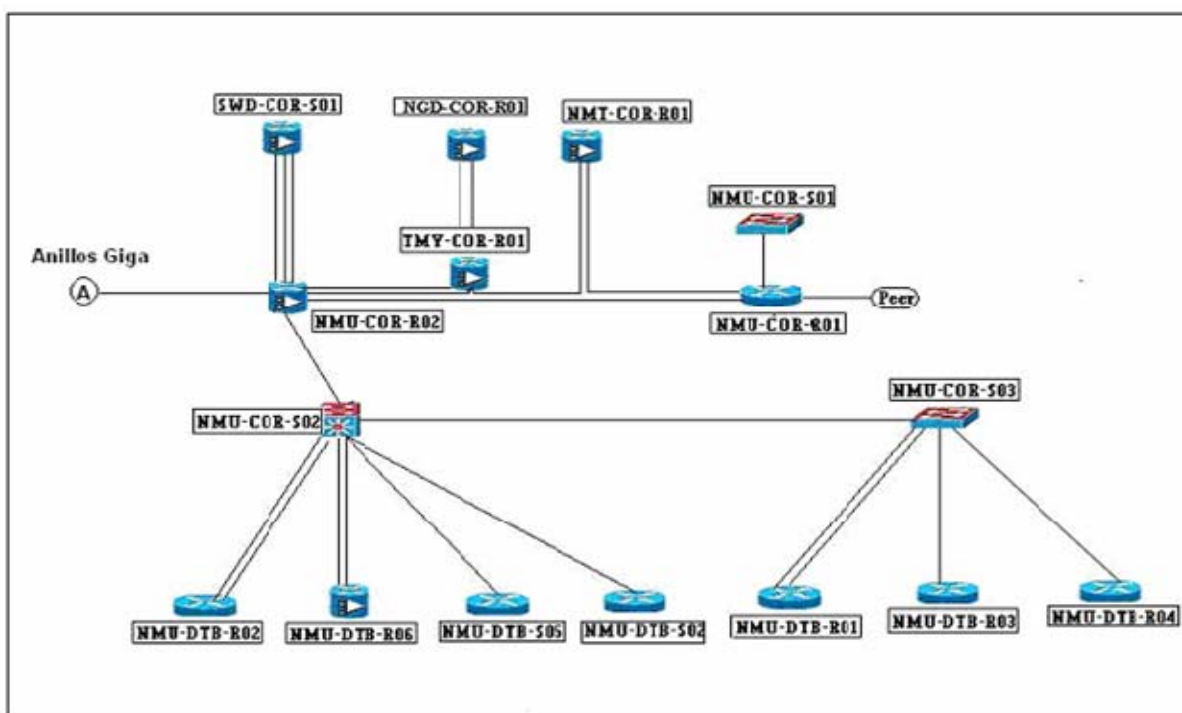 SWD-COR-S01
NGD-COR-R01
NMT-COR-R01
NMU-COR-S01
TMY-COR-R01
Anillos Giga
A
Peer
NMU-COR-R02
NMU-COR-R01
NMU-COR-S03
NMU-COR-S02
NMU-DTB-R02
NMU-DTB-R06
NMU-DTB-S05
NMU-DTB-S02
NMU-DTB-R01
NMU-DTB-R03
NMU-DTB-R04